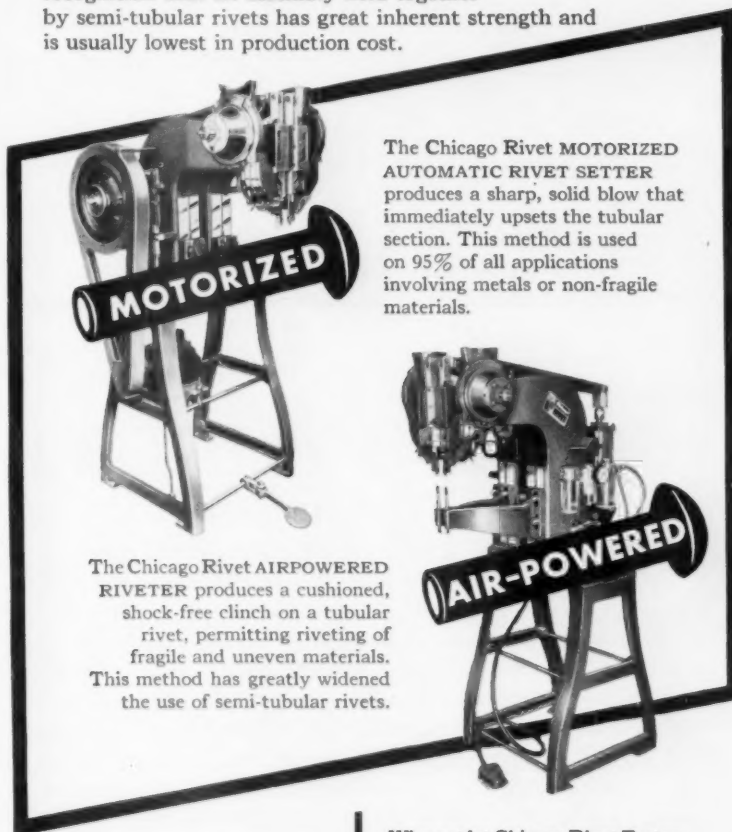 by semi-tubular rivets has great inherent strength and
is usually lowest in production cost.
The Chicago Rivet MOTORIZED
AUTOMATIC RIVET SETTER
produces a sharp, solid blow that
immediately upsets the tubular
section. This method is used
on 95% of all applications
involving metals or non-fragile
materials.
MOTORIZED
The Chicago Rivet AIRPOWERED
RIVETER produces a cushioned,
shock-free clinch on a tubular
rivet, permitting riveting of
fragile and uneven materials.
This method has greatly widened
the use of semi-tubular rivets.
AIR-POWERED